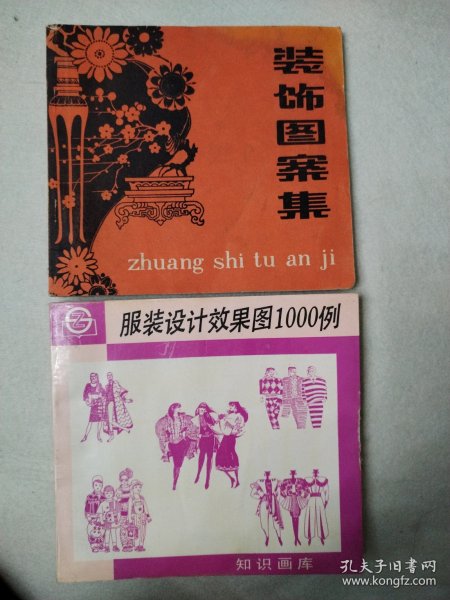 装饰图案集
zhuang shi tu an ji
服装设计效果图1000例
知识画库
孔夫子旧书网
www.kongfz.com